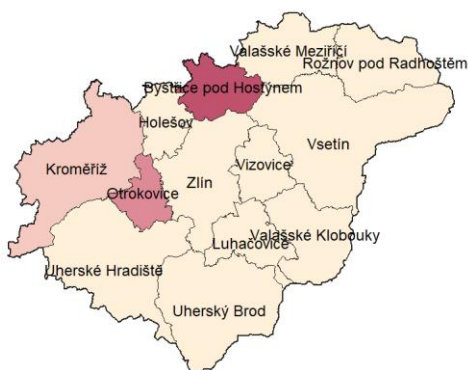 Valašské Meziříčí
Rožnov pod Radhoštěm
Bystřice pod Hostýnem
Holešov
Vsetín
Kroměříž
Vizovice
Zlín
Otrokovice
Valašské Klobouky
Luhačovice
Uherské Hradiště
Uherský Brod